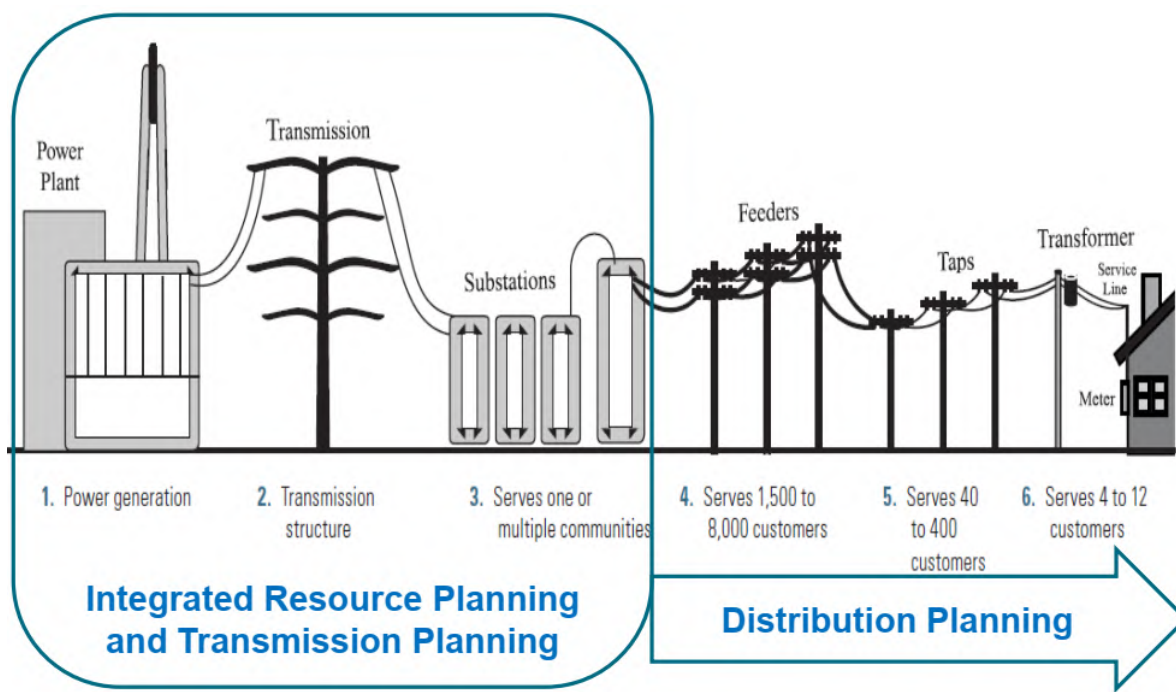 Power
Plant
Transmission
Substations
Feeders
Taps
Transformer
Service
Line
Meter
1. Power generation
2. Transmission
structure
3. Serves one or
multiple communities
4. Serves 1,500 to
8,000 customers
5. Serves 40
to 400
customers
6. Serves 4 to 12
customers
Integrated Resource Planning
and Transmission Planning
Distribution Planning